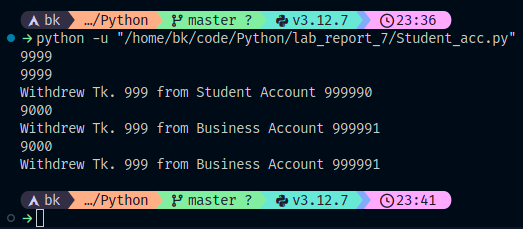 bk …/Python master ? v3.12.7 23:36
→ python -u "/home/bk/code/Python/lab_report_7/Student_acc.py"
9999
9999
Withdrew Tk. 999 from Student Account 999990
9000
Withdrew Tk. 999 from Business Account 999991
9000
Withdrew Tk. 999 from Business Account 999991
bk …/Python master ? v3.12.7 23:41
→